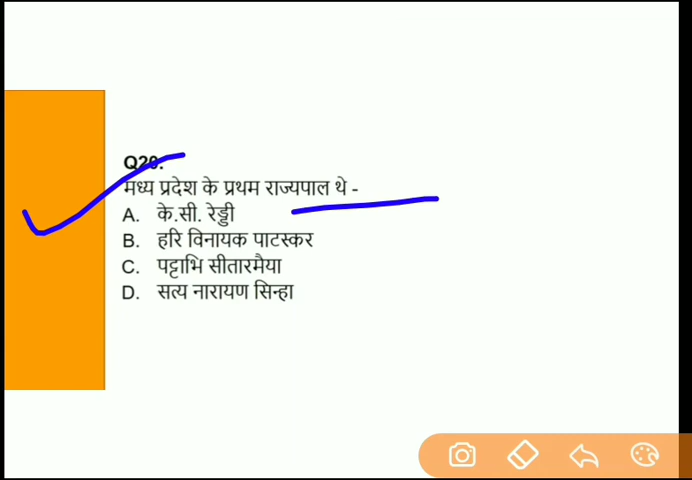 Q20.
मध्य प्रदेश के प्रथम राज्यपाल थे -
A. के.सी. रेड्डी
B. हरि विनायक पाटस्कर
C. पट्टाभि सीतारमैया
D. सत्य नारायण सिन्हा